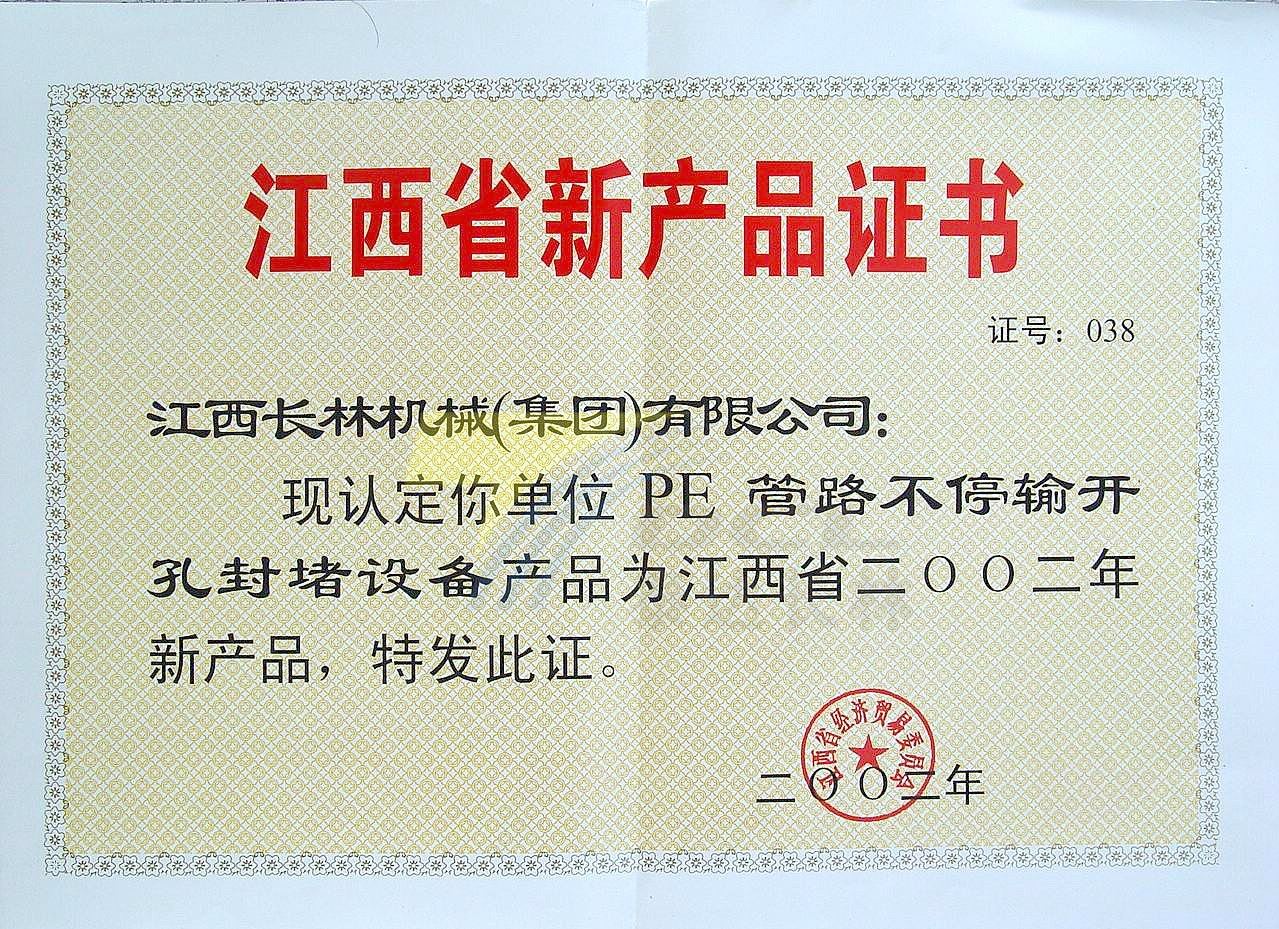 江西省新产品证书
证号：038
江西长林机械(集团)有限公司：
现认定你单位 PE 管路不停输开
孔封堵设备产品为江西省二〇〇二年
新产品，特发此证。
江西省经济贸易委员会
二〇〇二年